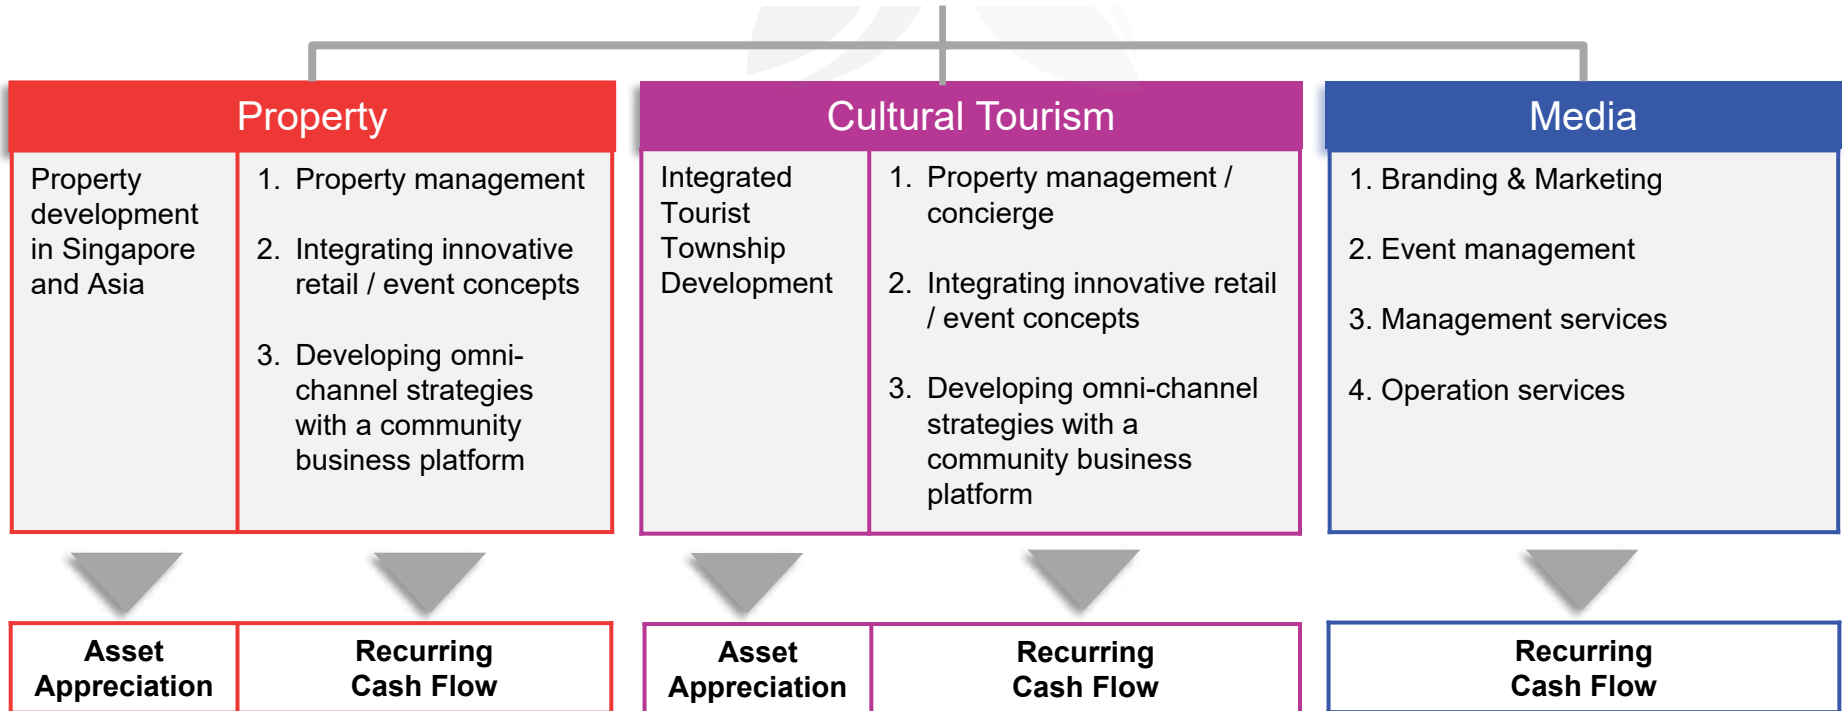 Property
Property
development
in Singapore
and Asia
1. Property management
2. Integrating innovative
retail / event concepts
3. Developing omni-
channel strategies
with a community
business platform
Asset
Appreciation
Recurring
Cash Flow
Cultural Tourism
Integrated
Tourist
Township
Development
1. Property management /
concierge
2. Integrating innovative retail
/ event concepts
3. Developing omni-channel
strategies with a
community business
platform
Asset
Appreciation
Recurring
Cash Flow
Media
1. Branding & Marketing
2. Event management
3. Management services
4. Operation services
Recurring
Cash Flow